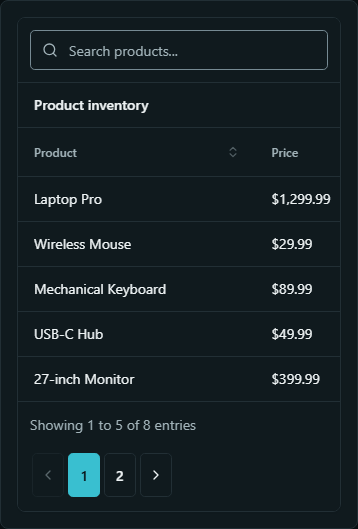 Search products...
Product inventory
Product Price
Laptop Pro $1,299.99
Wireless Mouse $29.99
Mechanical Keyboard $89.99
USB-C Hub $49.99
27-inch Monitor $399.99
Showing 1 to 5 of 8 entries
1 2